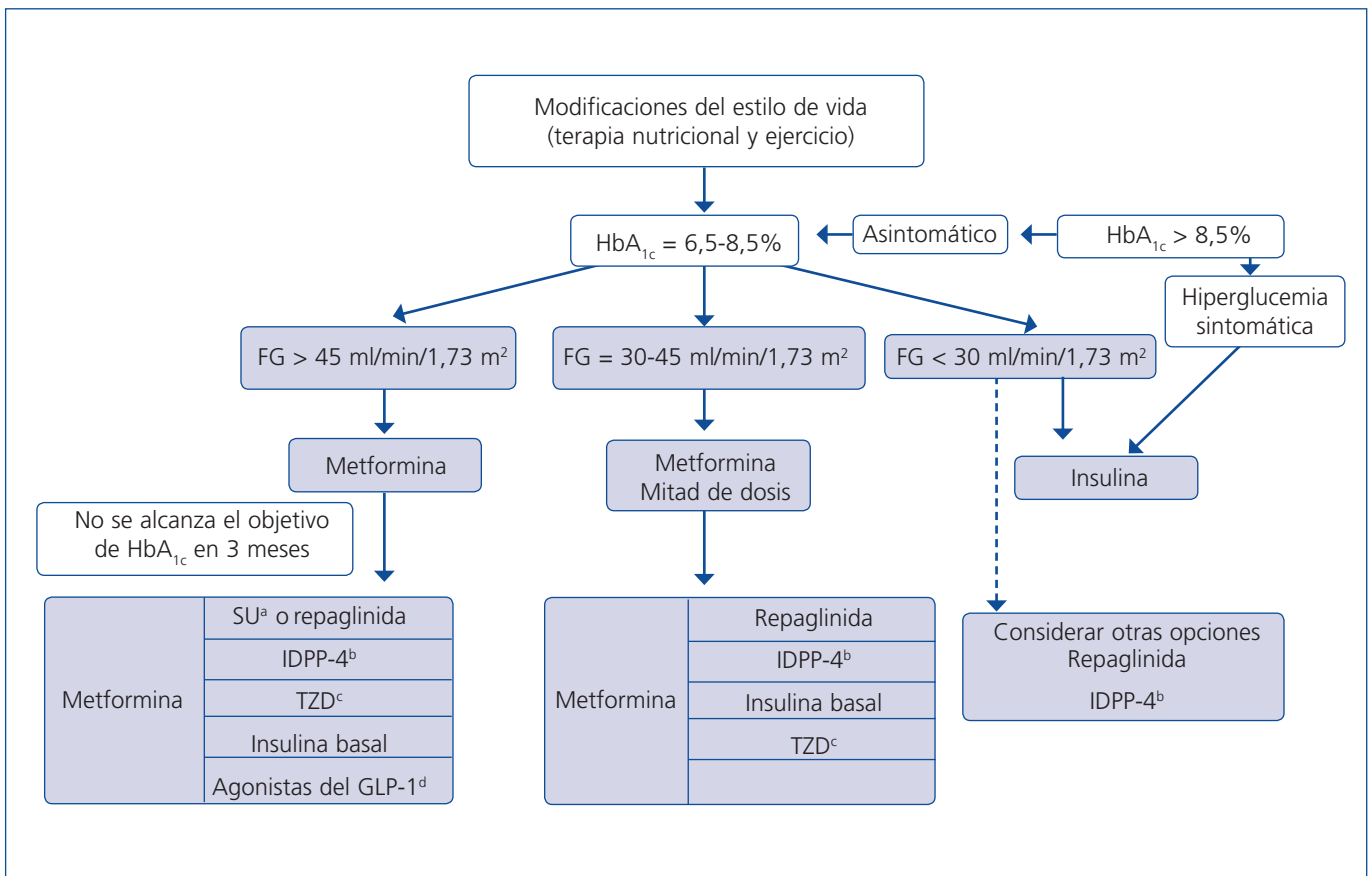 Modificaciones del estilo de vida
(terapia nutricional y ejercicio)
HbA1c = 6,5-8,5%
Asintomático
HbA1c > 8,5%
Hiperglucemia
sintomática
FG > 45 ml/min/1,73 m²
FG = 30-45 ml/min/1,73 m²
FG < 30 ml/min/1,73 m²
Metformina
Metformina
Mitad de dosis
Insulina
No se alcanza el objetivo
de HbA1c en 3 meses
Metformina
SUᵃ o repaglinida
IDPP-4ᵇ
TZDᶜ
Insulina basal
Agonistas del GLP-1ᵈ
Metformina
Repaglinida
IDPP-4ᵇ
Insulina basal
TZDᶜ
Considerar otras opciones
Repaglinida
IDPP-4ᵇ